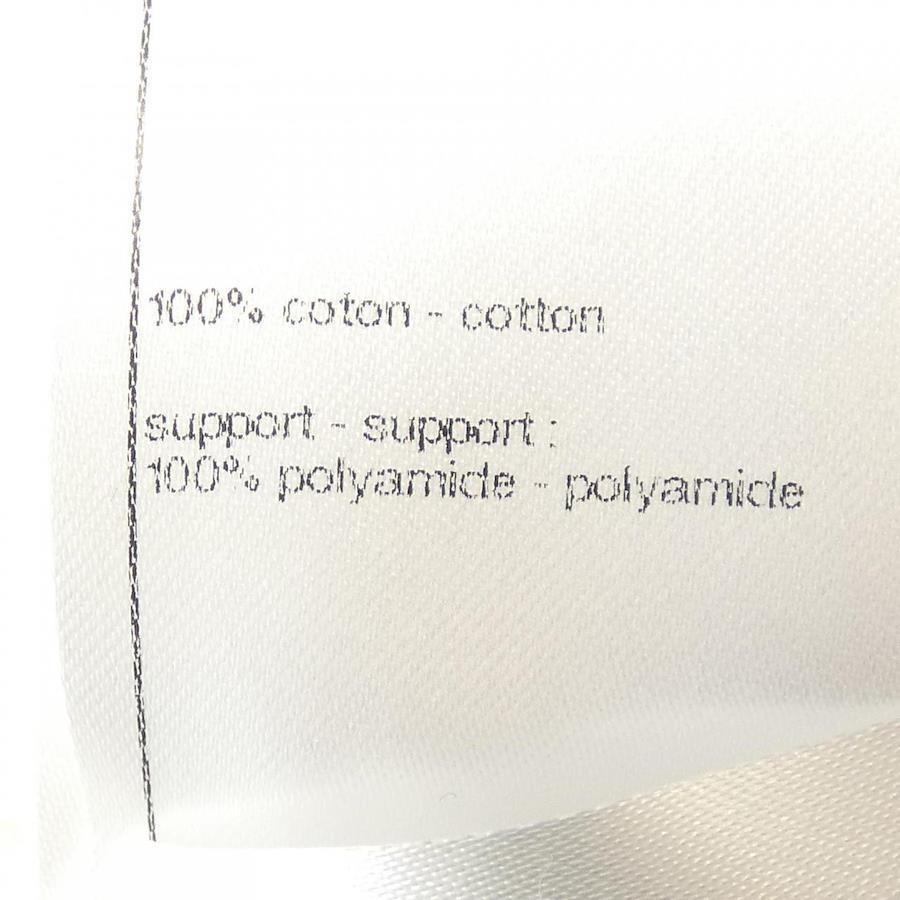 100% coton - cotton
support - support :
100% polyamide - polyamide